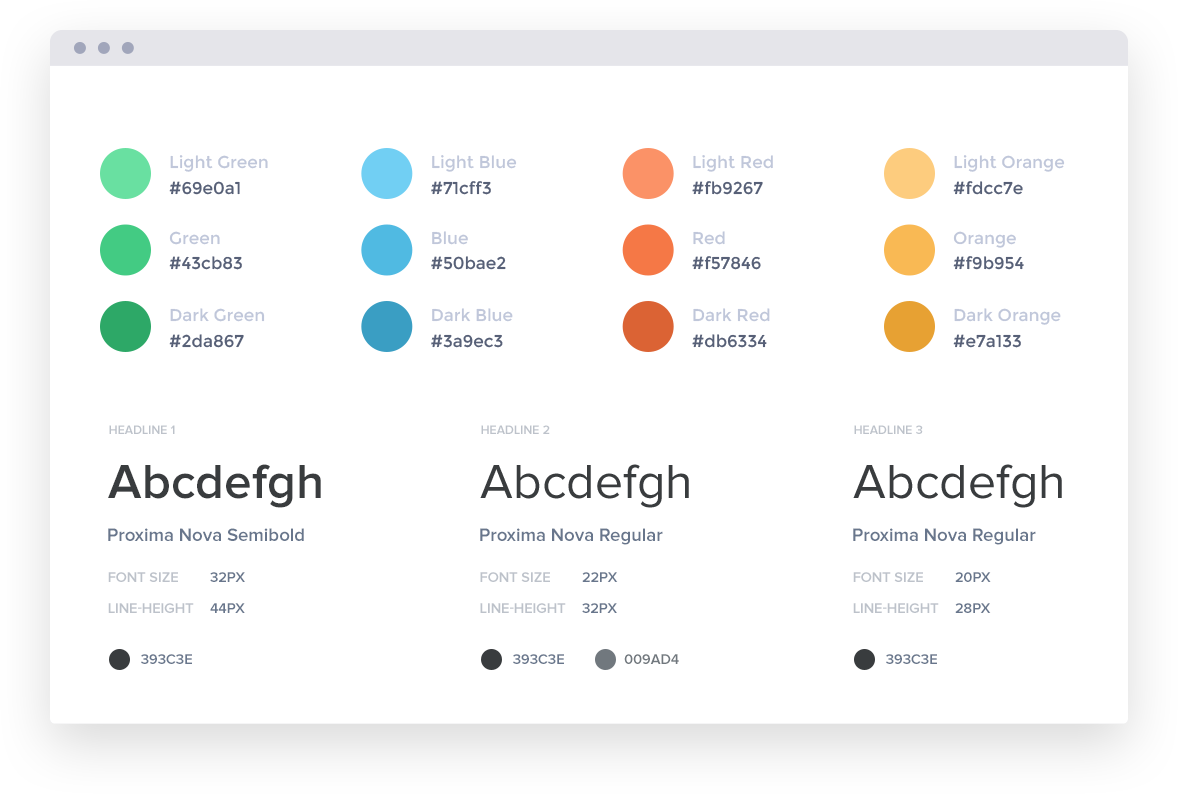 Light Green
#69e0a1
Light Blue
#71cff3
Light Red
#fb9267
Light Orange
#fdcc7e
Green
#43cb83
Blue
#50bae2
Red
#f57846
Orange
#f9b954
Dark Green
#2da867
Dark Blue
#3a9ec3
Dark Red
#db6334
Dark Orange
#e7a133
HEADLINE 1
Abcdefgh
Proxima Nova Semibold
FONT SIZE 32PX
LINE-HEIGHT 44PX
393C3E
HEADLINE 2
Abcdefgh
Proxima Nova Regular
FONT SIZE 22PX
LINE-HEIGHT 32PX
393C3E 009AD4
HEADLINE 3
Abcdefgh
Proxima Nova Regular
FONT SIZE 20PX
LINE-HEIGHT 28PX
393C3E